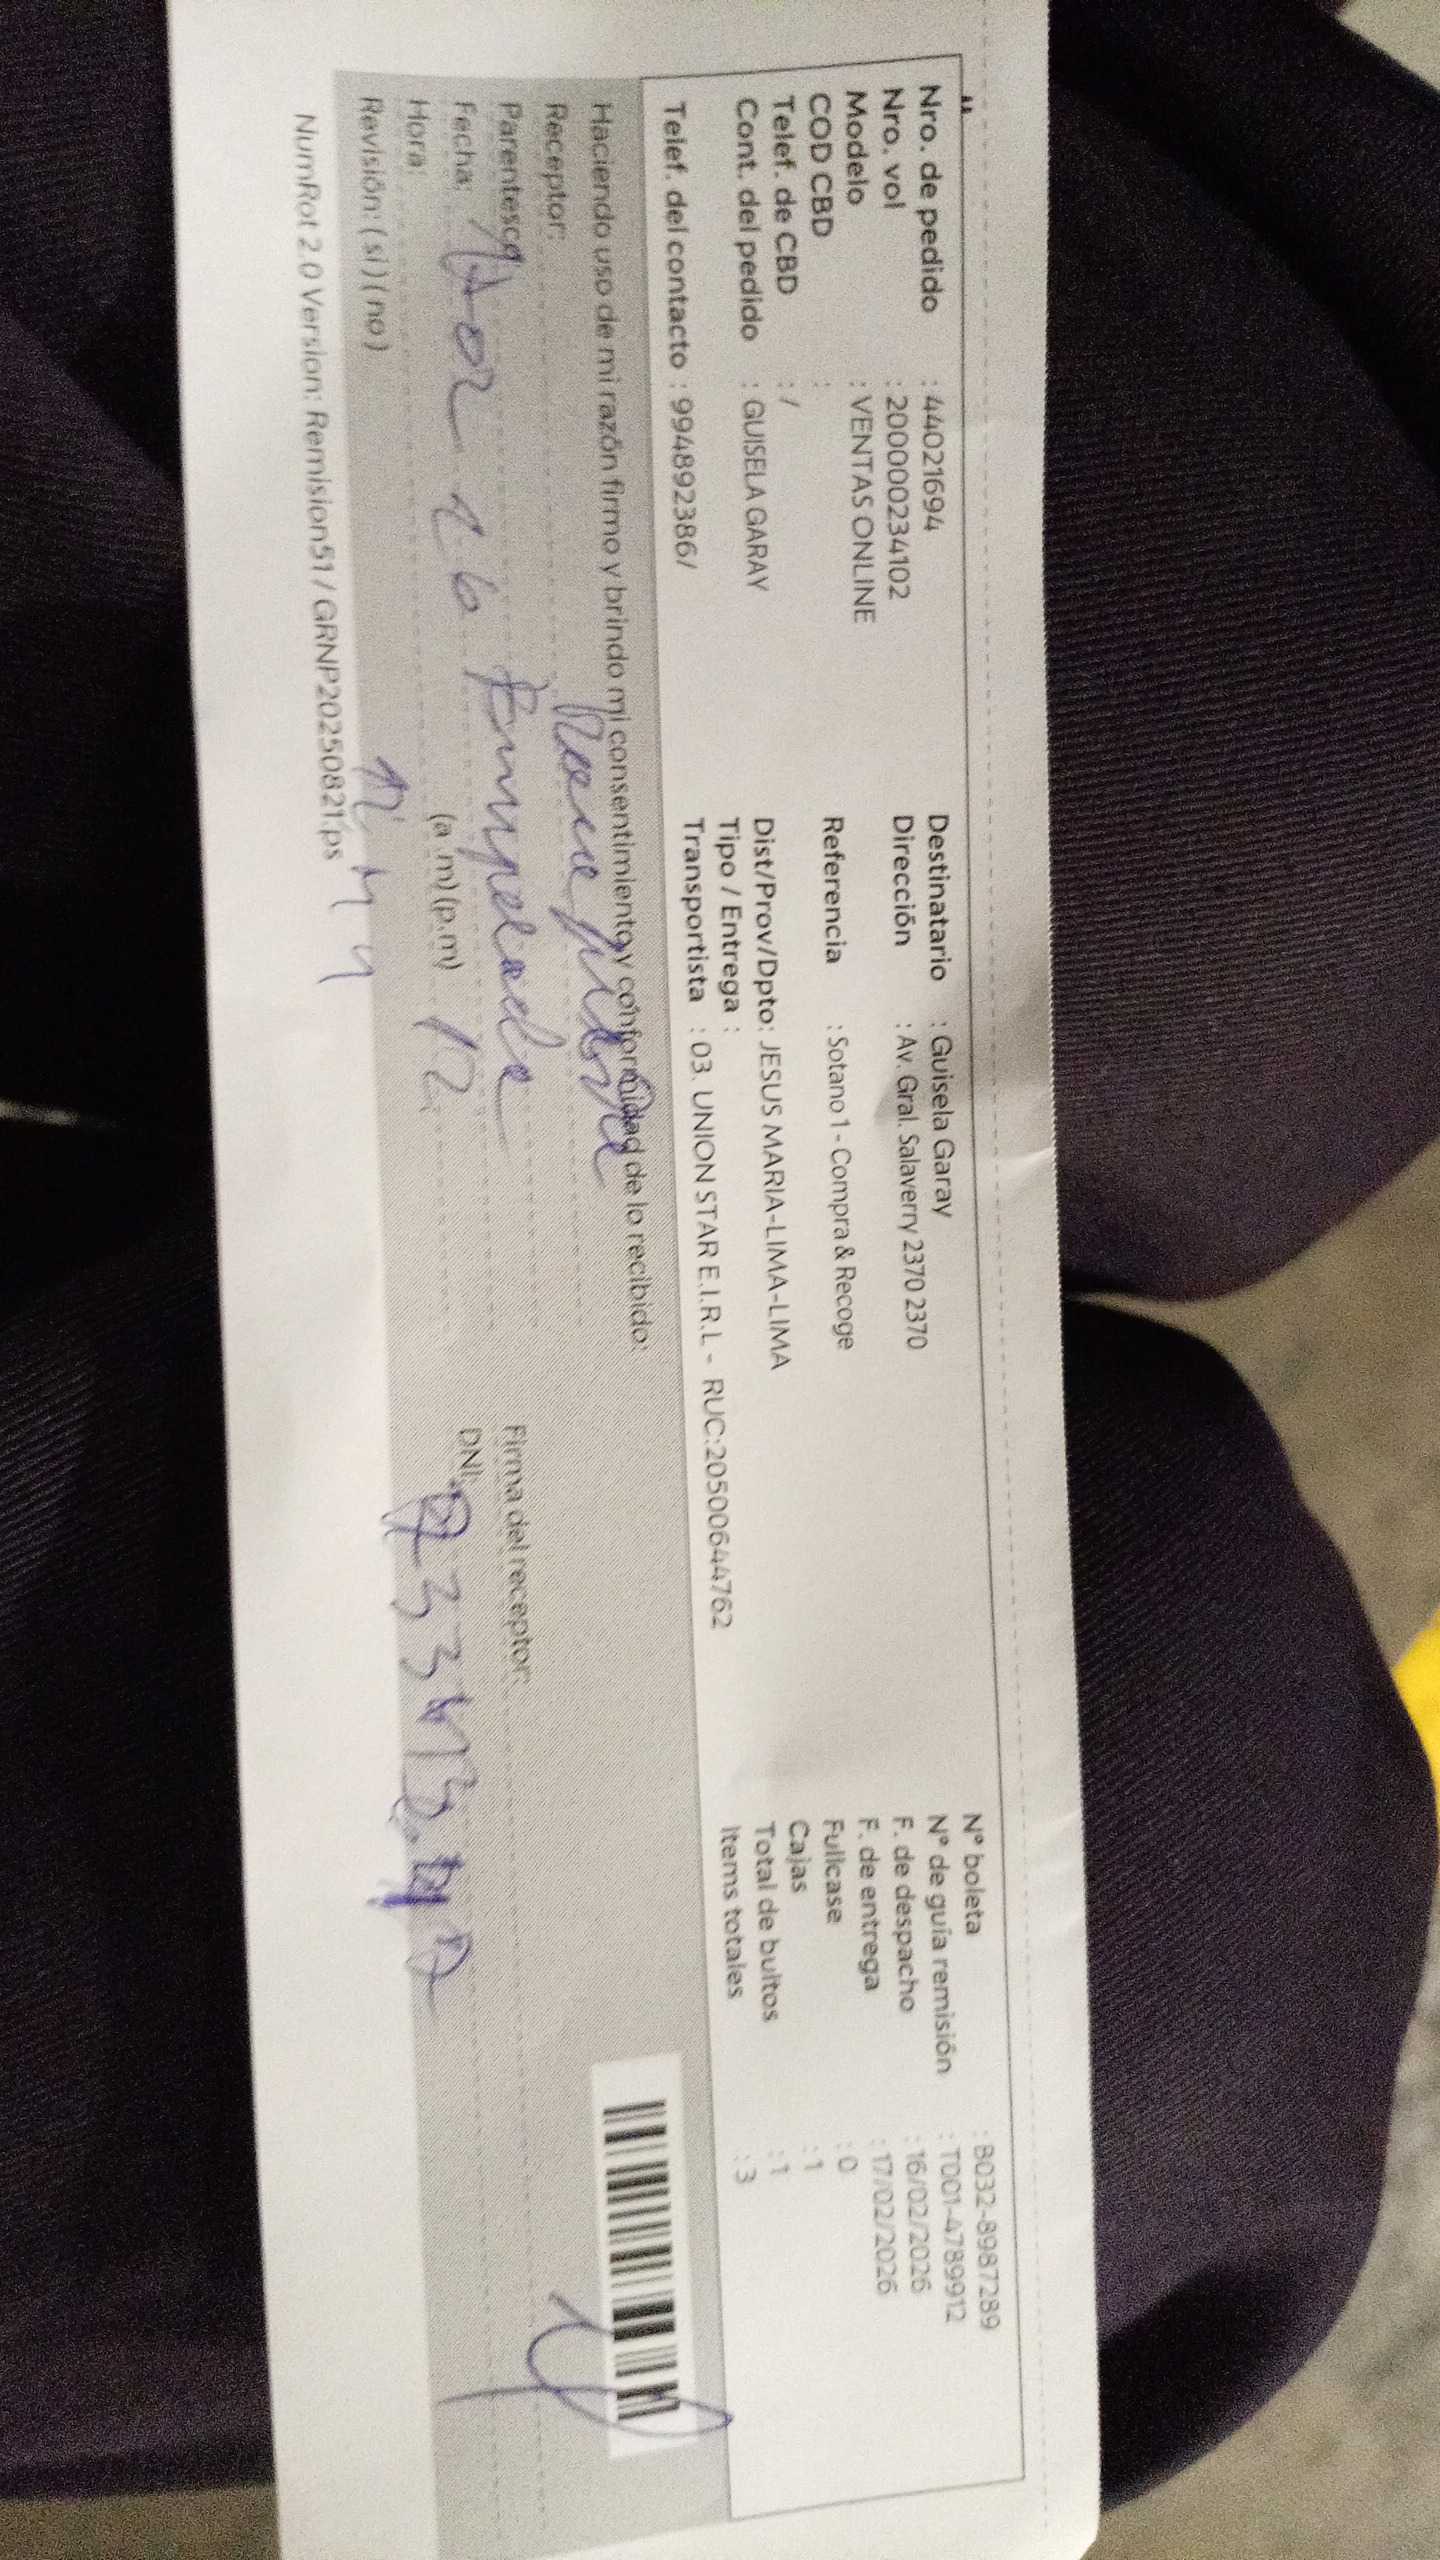 Nro. de pedido : 44021694
Nro. vol : 200000234102
Modelo : VENTAS ONLINE
COD CBD :
Telef. de CBD : /
Cont. del pedido : GUISELA GARAY
Telef. del contacto : 994892386/
Destinatario : Guisela Garay
Dirección : Av. Gral. Salaverry 2370 2370
Referencia : Sotano 1 - Compra & Recoge
Dist/Prov/Dpto: JESUS MARIA-LIMA-LIMA
Tipo / Entrega :
Transportista : 03. UNION STAR E.I.R.L - RUC:20500644762
N° boleta : B032-8987289
N° de guía remisión : T001-4789912
F. de despacho : 16/02/2026
F. de entrega : 17/02/2026
Fullcase : 0
Cajas : 1
Total de bultos : 1
Items totales : 3
Haciendo uso de mi razón firmo y brindo mi consentimiento y conformidad de lo recibido:
Receptor:
Parentesco: Empleada
Fecha:
Hora: (a.m) (p.m) 12
Revisión: ( si ) ( no )
Firma del receptor:
DNI:
NumRot 2.0 Version: Remision51 / GRNP20250821.ps